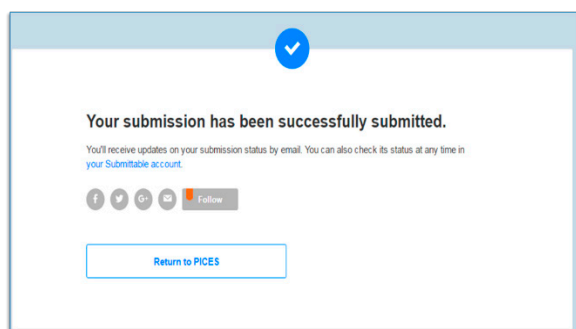 Your submission has been successfully submitted.
You'll receive updates on your submission status by email. You can also check its status at any time in
your Submittable account.
f G+ Follow
Return to PICES